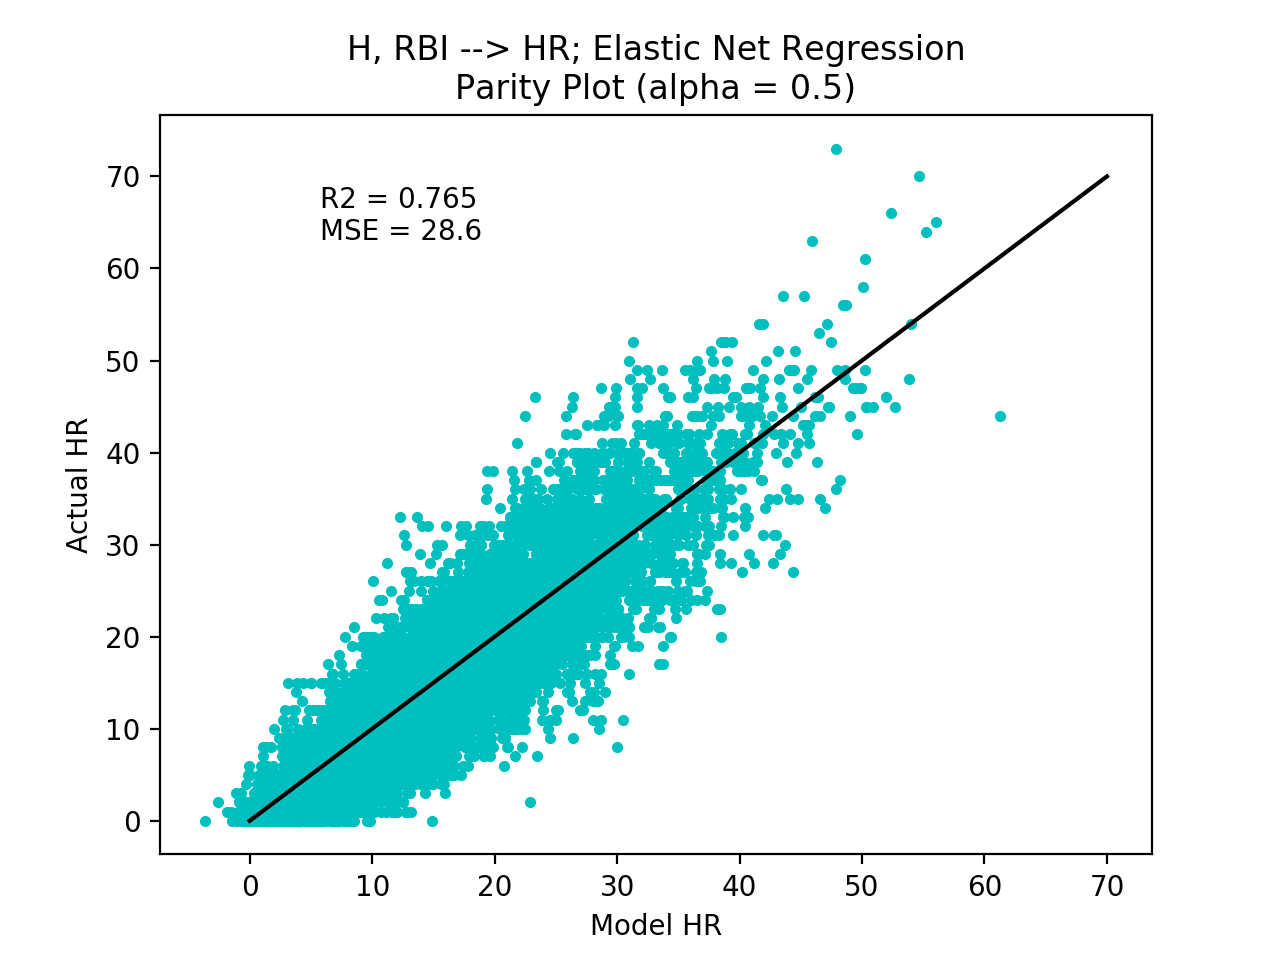 H, RBI --> HR; Elastic Net Regression
Parity Plot (alpha = 0.5)
R2 = 0.765
MSE = 28.6
Actual HR
70
60
50
40
30
20
10
0
0 10 20 30 40 50 60 70
Model HR